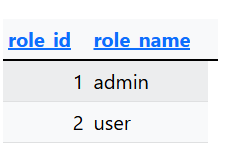 role_id role_name
1 admin
2 user